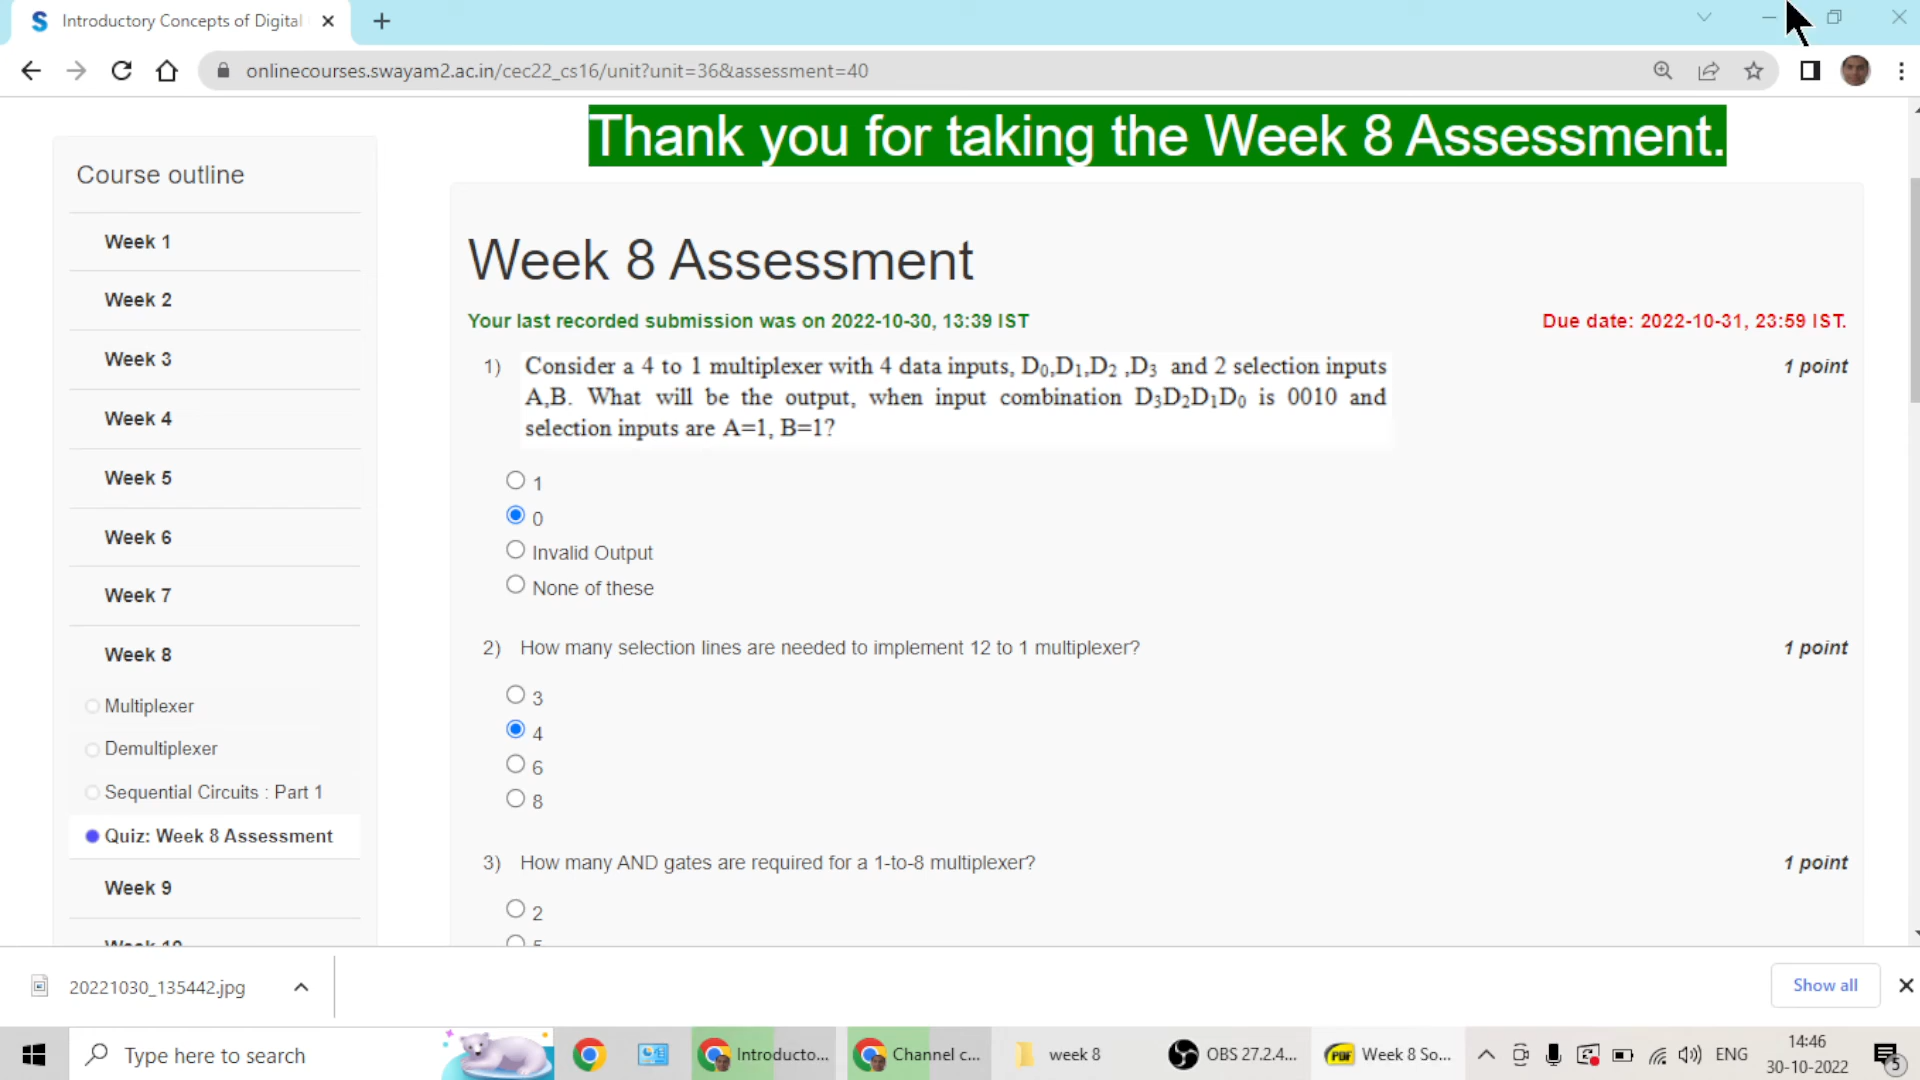 Introductory Concepts of Digital
onlinecourses.swayam2.ac.in/cec22_cs16/unit?unit=36&assessment=40
Thank you for taking the Week 8 Assessment.
Course outline
Week 1
Week 2
Week 3
Week 4
Week 5
Week 6
Week 7
Week 8
Multiplexer
Demultiplexer
Sequential Circuits : Part 1
Quiz: Week 8 Assessment
Week 9
Week 10
Week 8 Assessment
Your last recorded submission was on 2022-10-30, 13:39 IST
Due date: 2022-10-31, 23:59 IST.
1) Consider a 4 to 1 multiplexer with 4 data inputs, D₀,D₁,D₂ ,D₃ and 2 selection inputs
1 point
A,B. What will be the output, when input combination D₃D₂D₁D₀ is 0010 and
selection inputs are A=1, B=1?
1
0
Invalid Output
None of these
2) How many selection lines are needed to implement 12 to 1 multiplexer?
1 point
3
4
6
8
3) How many AND gates are required for a 1-to-8 multiplexer?
1 point
2
20221030_135442.jpg
Show all
Type here to search
Introducto...
Channel c...
week 8
OBS 27.2.4...
PDF
Week 8 So...
ENG
14:46
30-10-2022
5